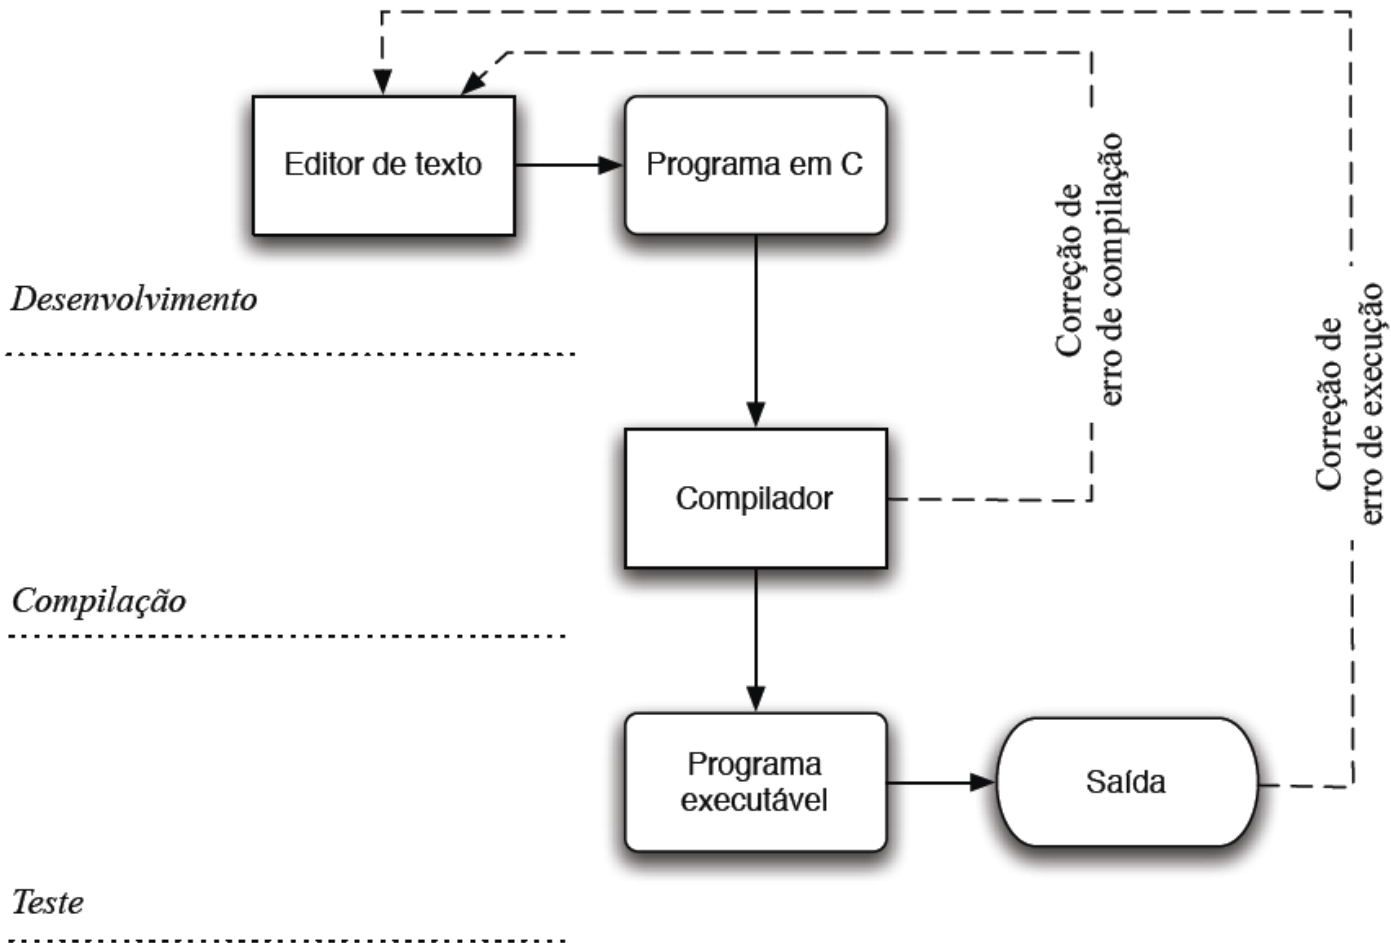 Editor de texto
Programa em C
Correção de
erro de compilação
Desenvolvimento
Correção de
erro de execução
Compilador
Compilação
Programa
executável
Saída
Teste